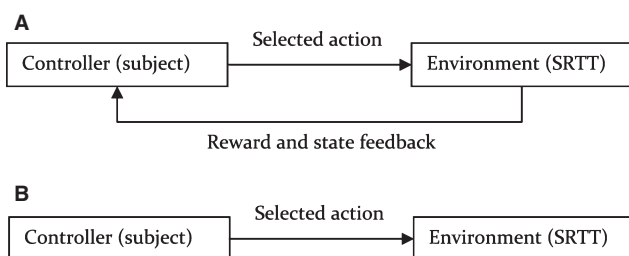 A
Selected action
Controller (subject)
Environment (SRTT)
Reward and state feedback
B
Selected action
Controller (subject)
Environment (SRTT)